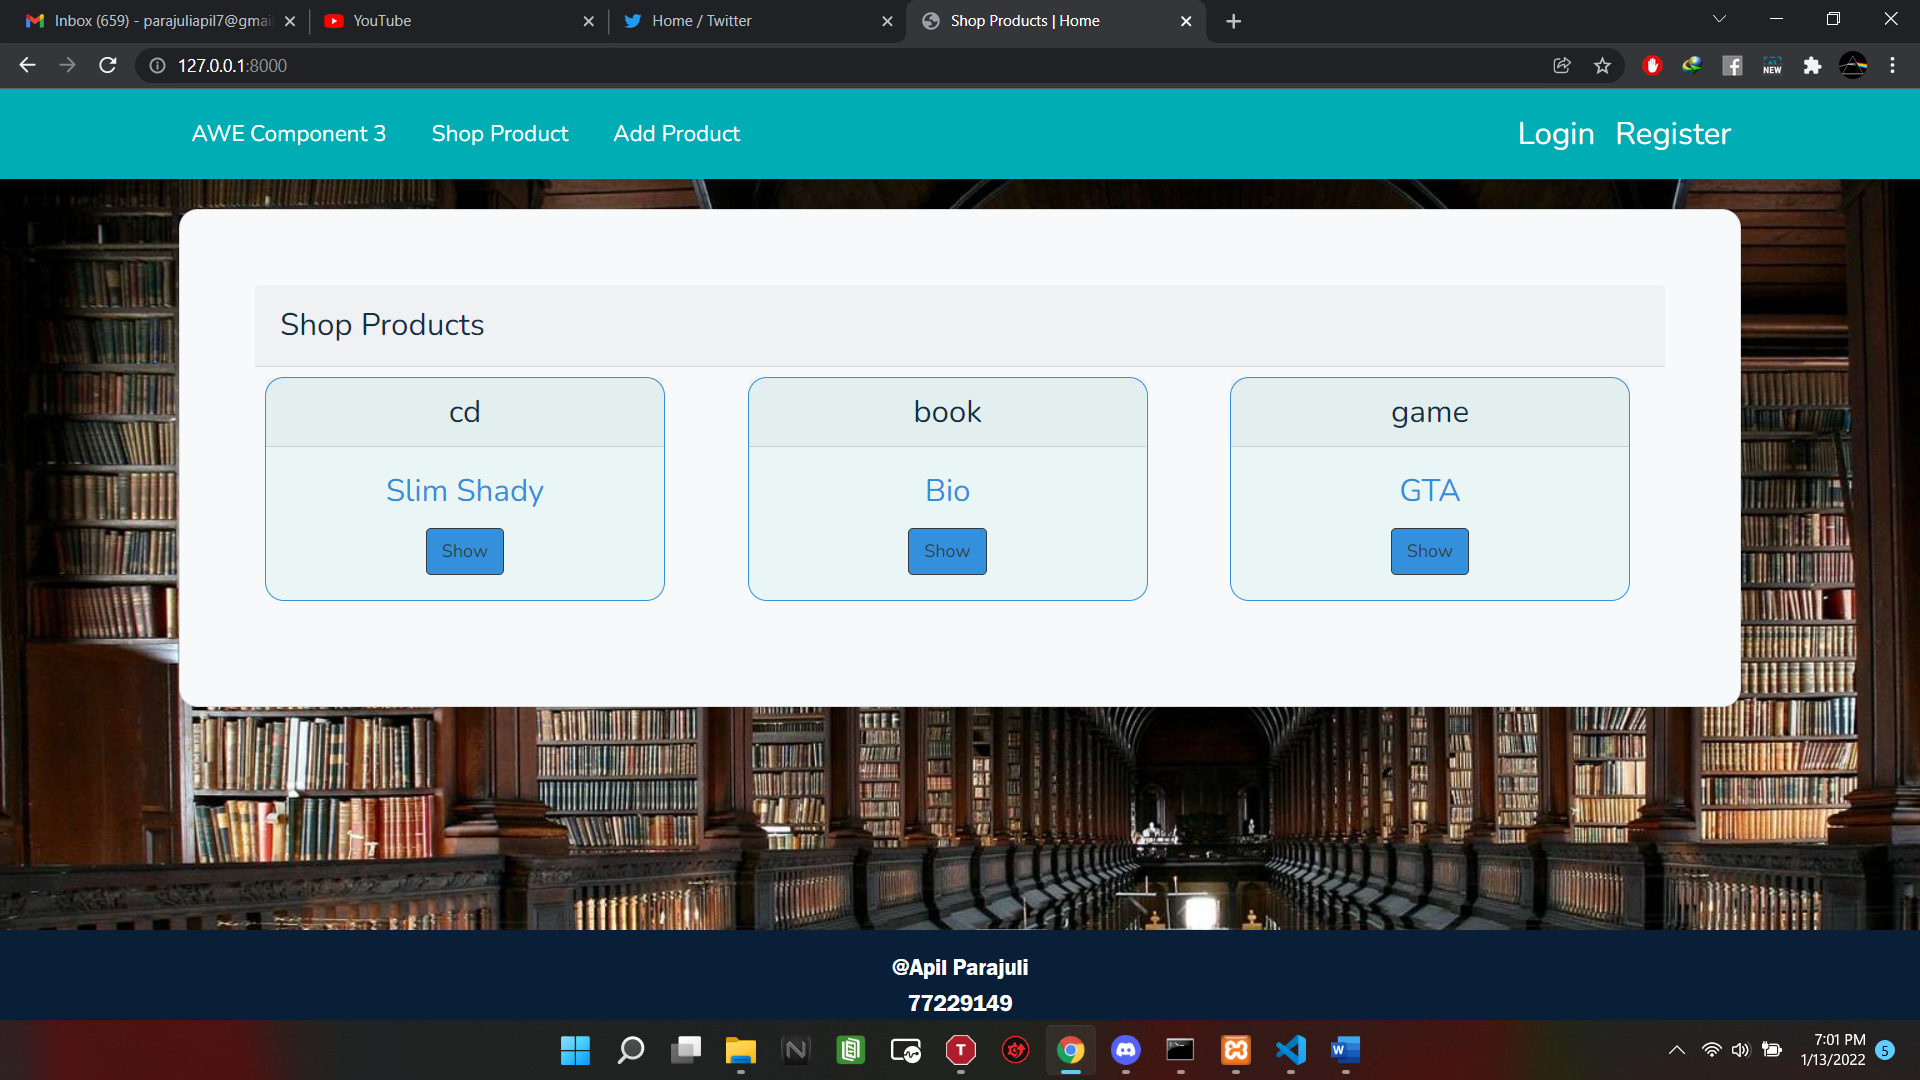 Inbox (659) - parajuliapil7@gmai
YouTube
Home / Twitter
Shop Products | Home
127.0.0.1:8000
NEW
AWE Component 3
Shop Product
Add Product
Login
Register
Shop Products
cd
book
game
Slim Shady
Bio
GTA
Show
Show
Show
@Apil Parajuli
77229149
7:01 PM
1/13/2022
5